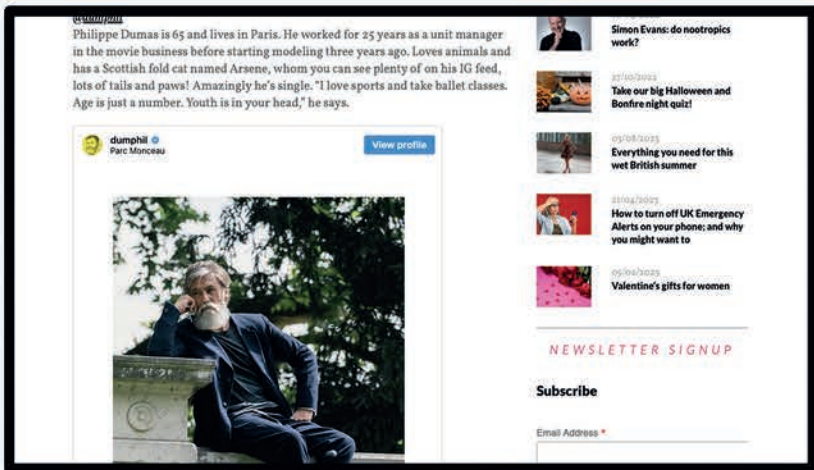 @dumphil
Philippe Dumas is 65 and lives in Paris. He worked for 25 years as a unit manager
in the movie business before starting modeling three years ago. Loves animals and
has a Scottish fold cat named Arsene, whom you can see plenty of on his IG feed,
lots of tails and paws! Amazingly he's single. "I love sports and take ballet classes.
Age is just a number. Youth is in your head," he says.
dumphil
Parc Monceau
View profile
Simon Evans: do nootropics
work?
27/10/2022
Take our big Halloween and
Bonfire night quiz!
03/08/2023
Everything you need for this
wet British summer
21/04/2023
How to turn off UK Emergency
Alerts on your phone; and why
you might want to
05/02/2023
Valentine's gifts for women
NEWSLETTER SIGNUP
Subscribe
Email Address *